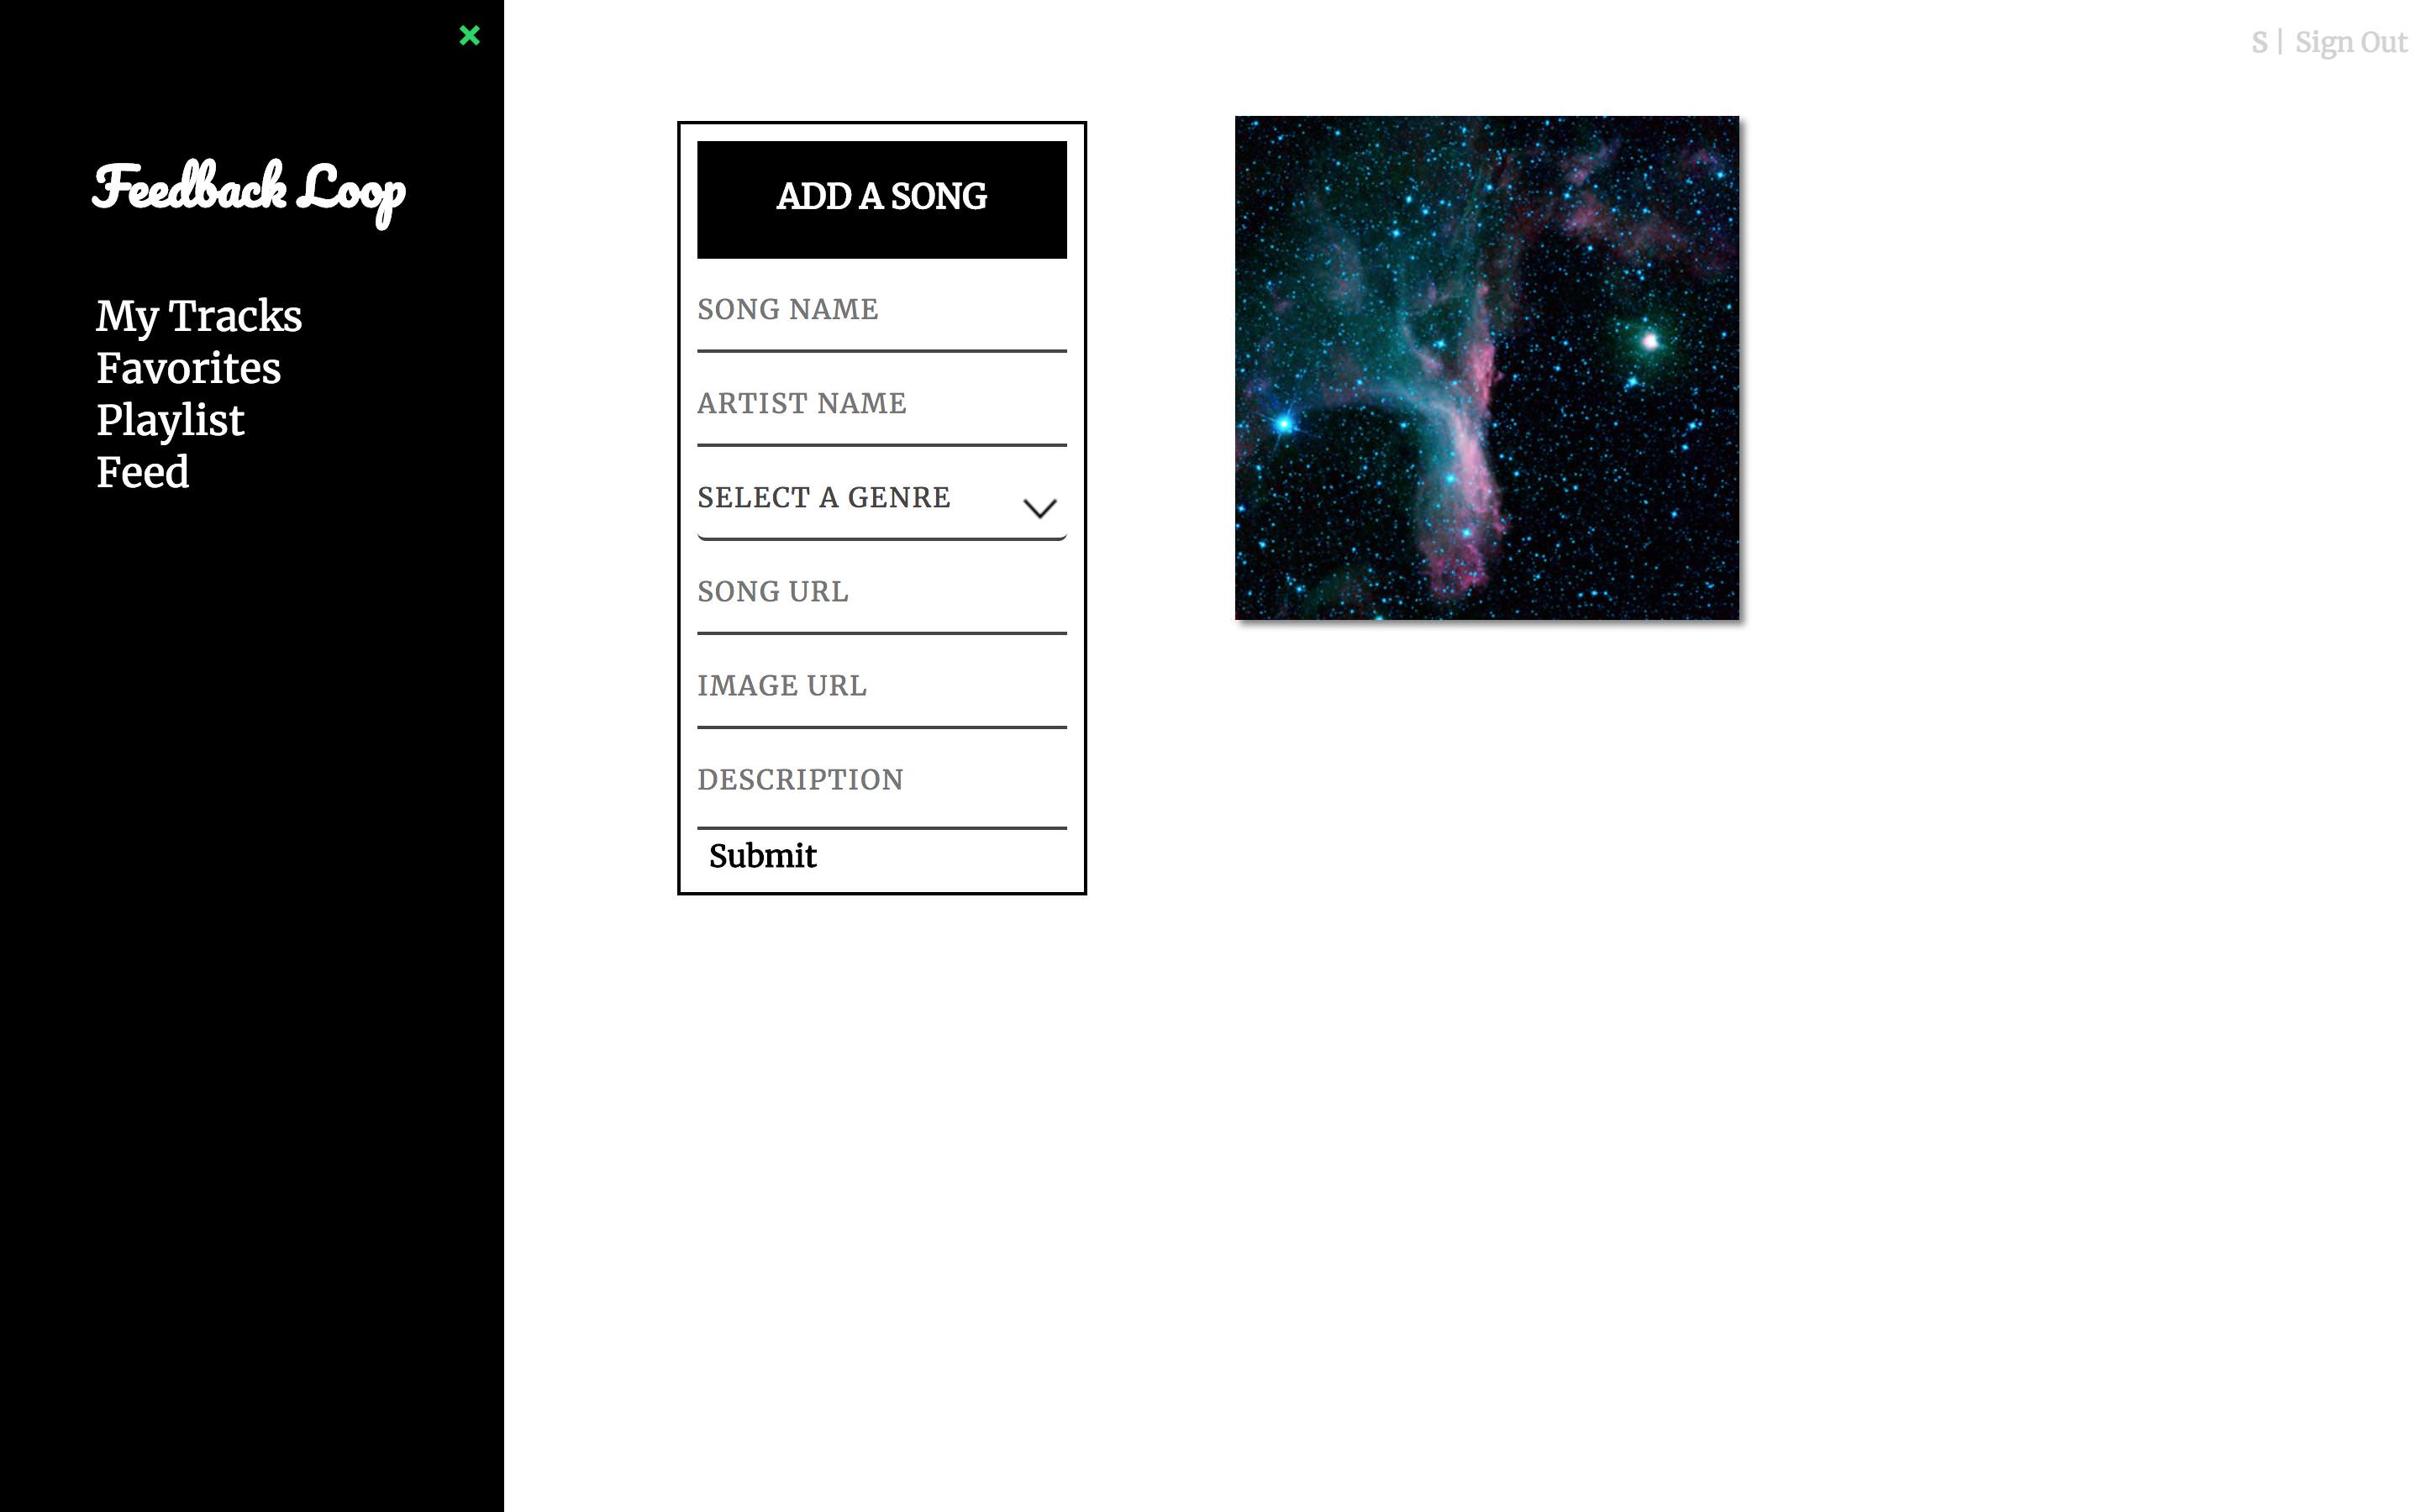 S | Sign Out
Feedback Loop
My Tracks
Favorites
Playlist
Feed
ADD A SONG
SONG NAME
ARTIST NAME
SELECT A GENRE
SONG URL
IMAGE URL
DESCRIPTION
Submit